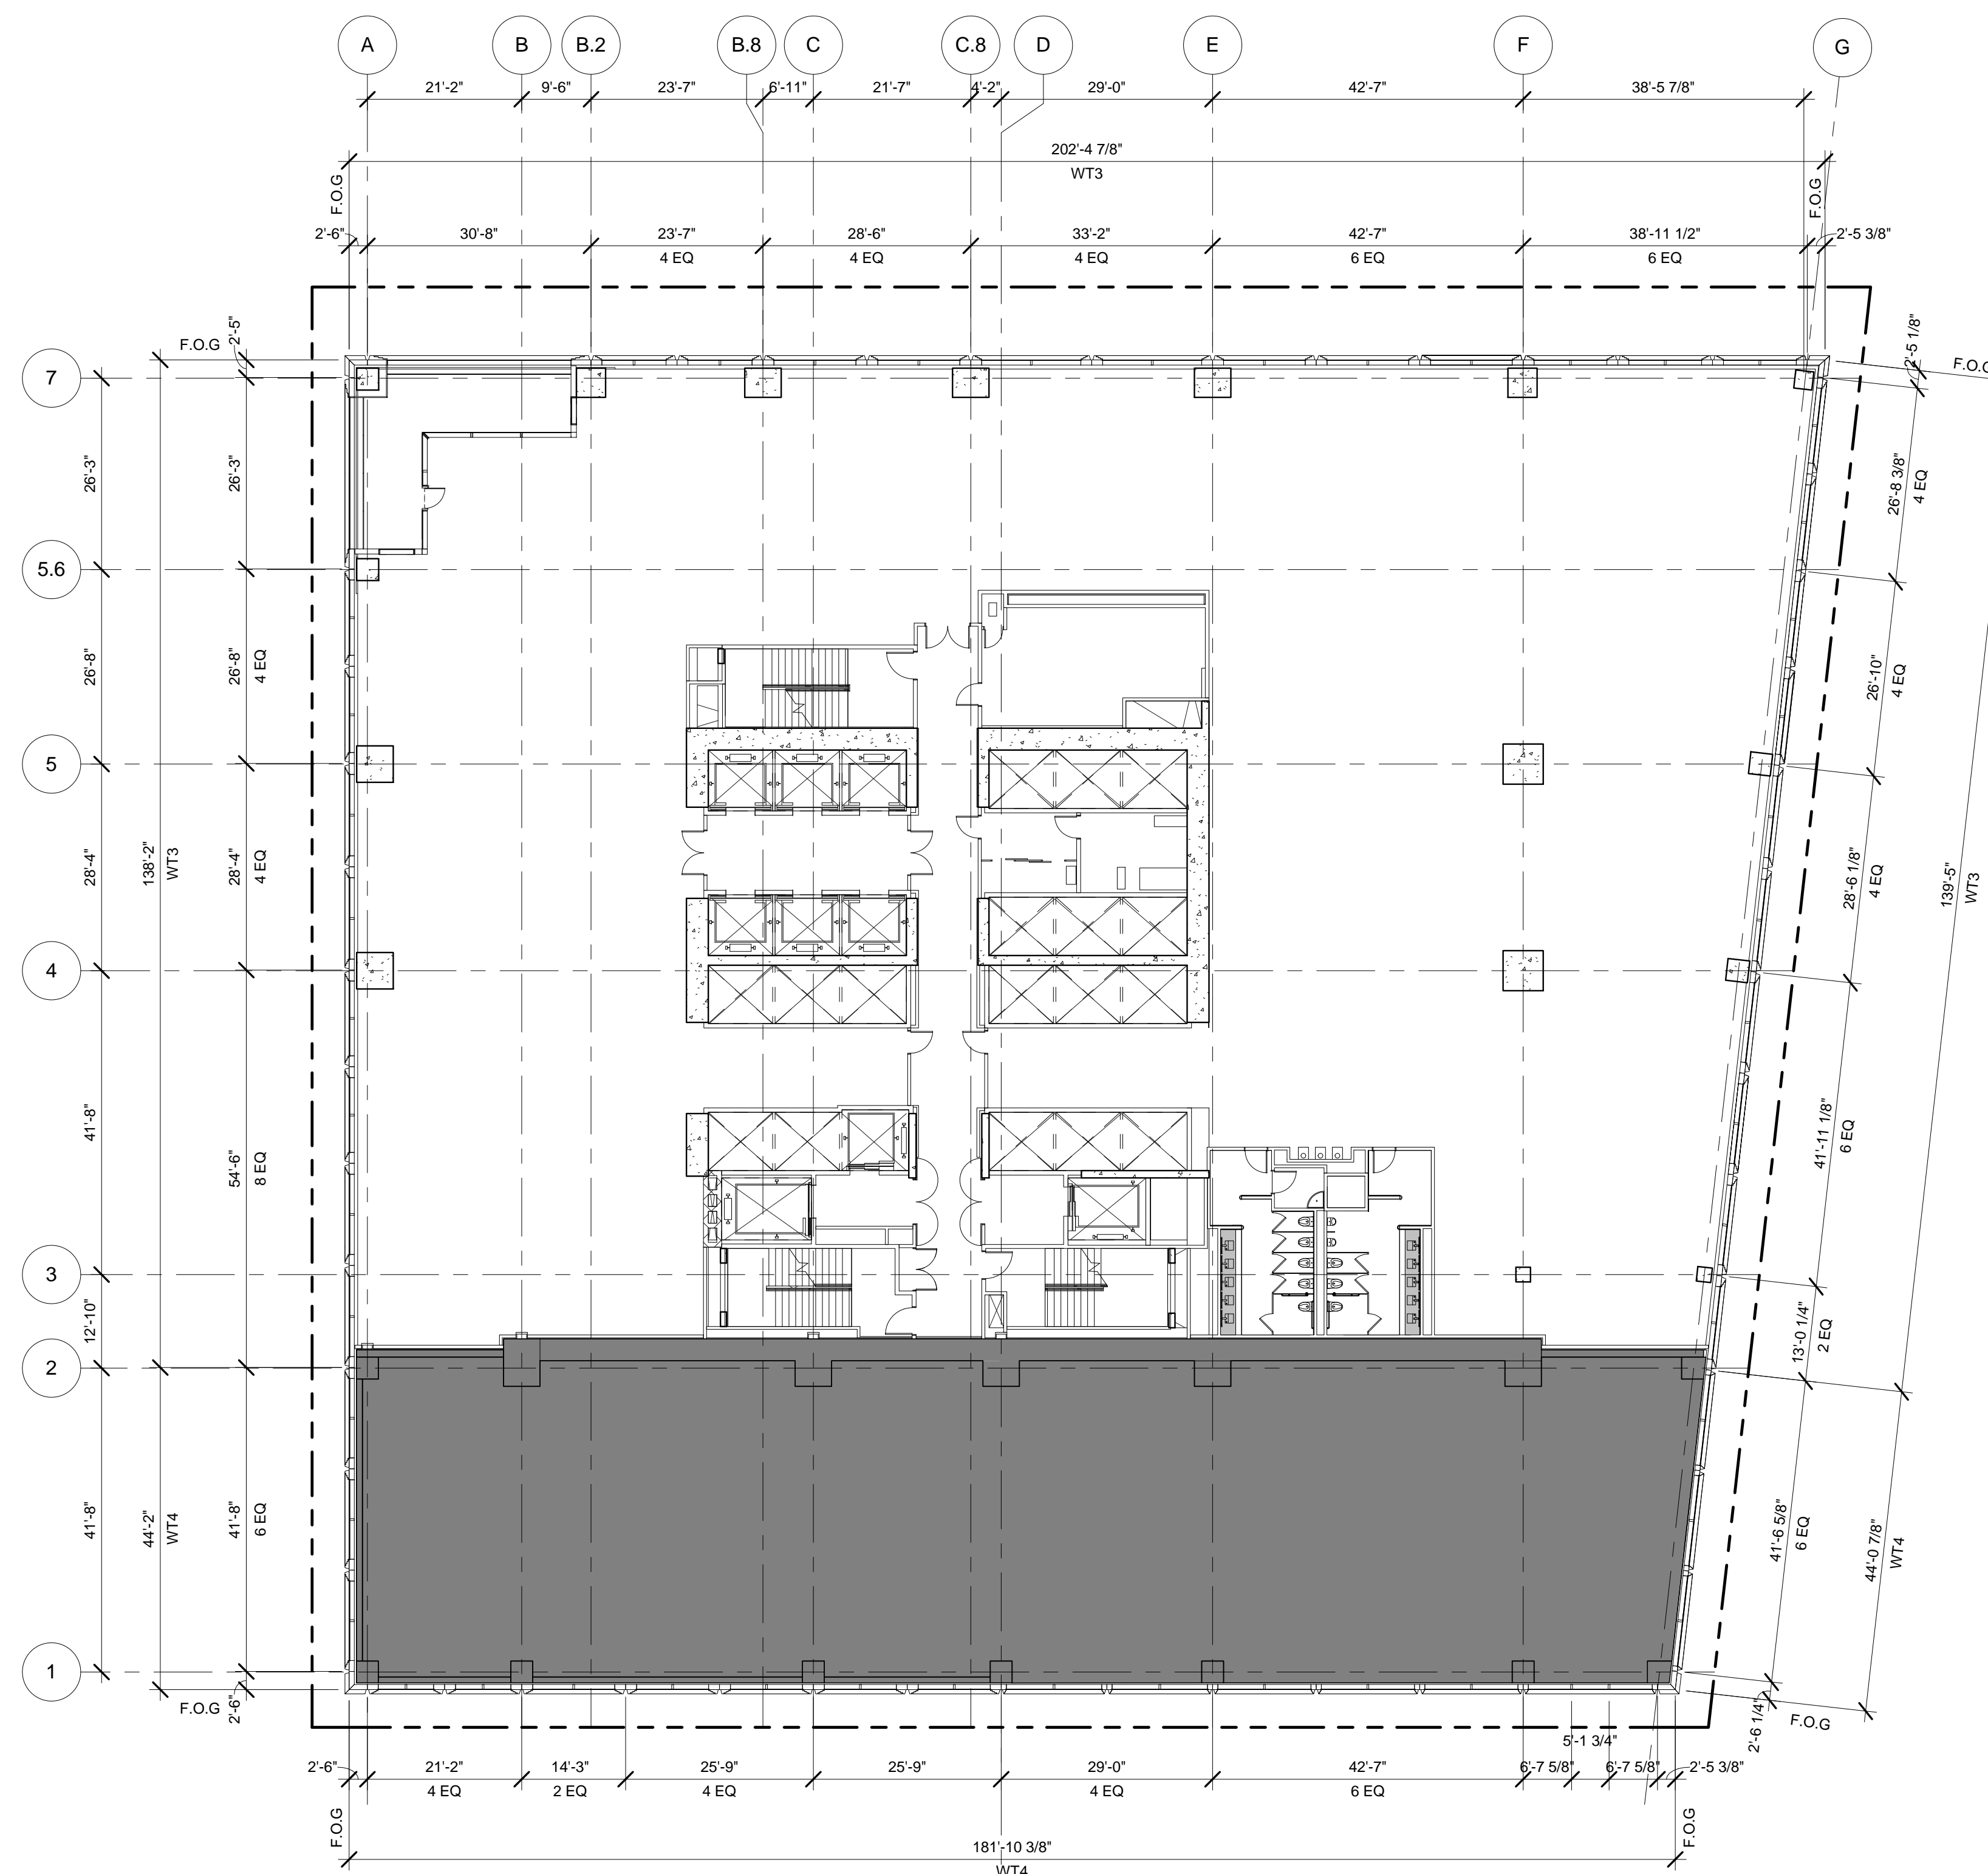 A B B.2 B.8 C C.8 D E F G
21'-2" 9'-6" 23'-7" 6'-11" 21'-7" 4'-2" 29'-0" 42'-7" 38'-5 7/8"
202'-4 7/8"
WT3
F.O.G F.O.G
2'-6" 30'-8" 23'-7" 28'-6" 33'-2" 42'-7" 38'-11 1/2" 2'-5 3/8"
4 EQ 4 EQ 4 EQ 6 EQ 6 EQ
F.O.G 2'-5"
2'-5 1/8"
F.O.G
7
26'-3" 26'-3"
26'-8 3/8"
4 EQ
5.6
26'-8" 26'-8"
4 EQ
26'-10"
4 EQ
5
138'-2"
WT3
28'-4" 28'-4"
4 EQ
28'-6 1/8"
4 EQ
139'-5"
WT3
4
41'-8"
54'-6"
8 EQ
41'-11 1/8"
6 EQ
3
12'-10"
13'-0 1/4"
2 EQ
2
41'-8"
44'-2"
WT4
41'-8"
6 EQ
41'-6 5/8"
6 EQ
44'-0 7/8"
WT4
1
F.O.G 2'-6"
2'-6 1/4"
F.O.G
5'-1 3/4"
2'-6" 21'-2" 14'-3" 25'-9" 25'-9" 29'-0" 42'-7" 6'-7 5/8" 6'-7 5/8" 2'-5 3/8"
4 EQ 2 EQ 4 EQ 4 EQ 6 EQ
F.O.G F.O.G
181'-10 3/8"
WT4